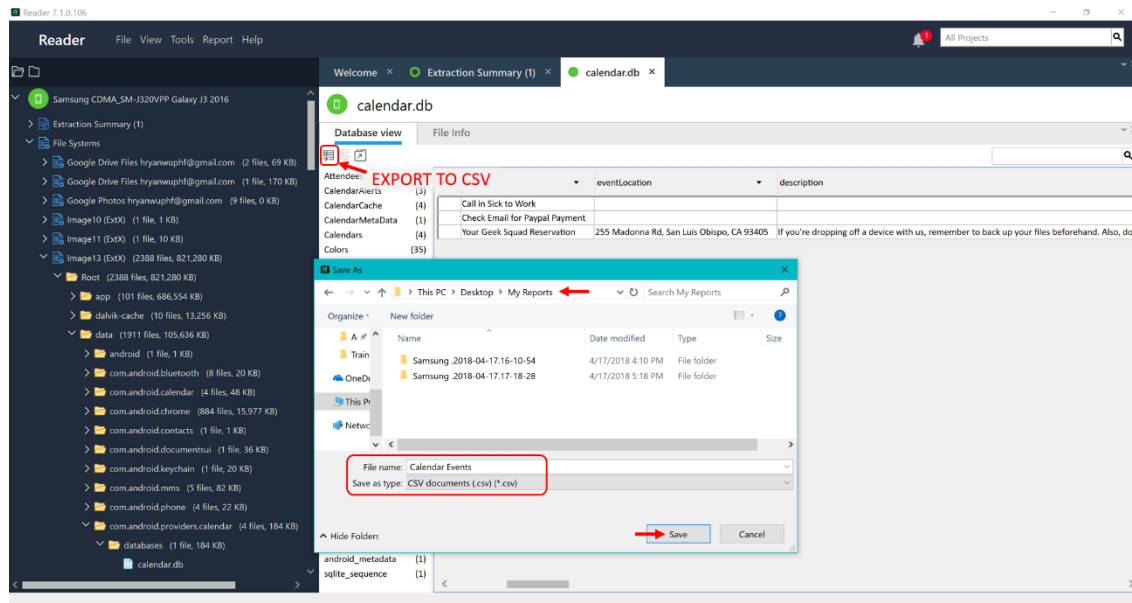 Reader 7.1.0.106
Reader File View Tools Report Help
1
All Projects
Welcome × Extraction Summary (1) × calendar.db ×
Samsung CDMA_SM-J320VPP Galaxy J3 2016
Extraction Summary (1)
File Systems
Google Drive Files hryanwuphf@gmail.com (2 files, 69 KB)
Google Drive Files hryanwuphf@gmail.com (1 file, 170 KB)
Google Photos hryanwuphf@gmail.com (9 files, 0 KB)
Image10 (ExtX) (1 file, 1 KB)
Image11 (ExtX) (1 file, 10 KB)
Image13 (ExtX) (2388 files, 821,280 KB)
Root (2388 files, 821,280 KB)
app (101 files, 686,554 KB)
dalvik-cache (10 files, 13,256 KB)
data (1911 files, 105,636 KB)
android (1 file, 1 KB)
com.android.bluetooth (8 files, 20 KB)
com.android.calendar (4 files, 48 KB)
com.android.chrome (884 files, 15,977 KB)
com.android.contacts (1 file, 1 KB)
com.android.documentsui (1 file, 36 KB)
com.android.keychain (1 file, 20 KB)
com.android.mms (5 files, 82 KB)
com.android.phone (4 files, 22 KB)
com.android.providers.calendar (4 files, 184 KB)
databases (1 file, 184 KB)
calendar.db
calendar.db
Database view File Info
EXPORT TO CSV
Attendees
CalendarAlerts (3)
CalendarCache (4)
CalendarMetaData (1)
Calendars (4)
Colors (35)
eventLocation description
Call in Sick to Work
Check Email for Paypal Payment
Your Geek Squad Reservation 255 Madonna Rd, San Luis Obispo, CA 93405 If you're dropping off a device with us, remember to back up your files beforehand. Also, do
Save As
This PC > Desktop > My Reports
Search My Reports
Organize New folder
A
Train
OneDr
This P
Netwo
Name Date modified Type Size
Samsung .2018-04-17.16-10-54 4/17/2018 4:10 PM File folder
Samsung .2018-04-17.17-18-28 4/17/2018 5:18 PM File folder
File name: Calendar Events
Save as type: CSV documents (.csv) (*.csv)
Hide Folders Save Cancel
android_metadata (1)
sqlite_sequence (1)